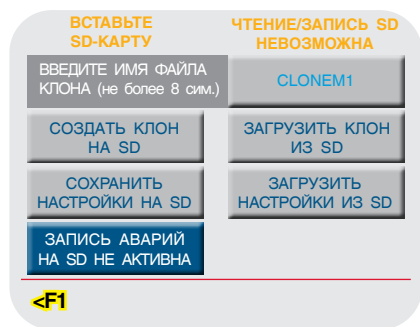 ВСТАВЬТЕ
SD-КАРТУ
ЧТЕНИЕ/ЗАПИСЬ SD
НЕВОЗМОЖНА
ВВЕДИТЕ ИМЯ ФАЙЛА
КЛОНА (не более 8 сим.)
CLONEM1
СОЗДАТЬ КЛОН
НА SD
ЗАГРУЗИТЬ КЛОН
ИЗ SD
СОХРАНИТЬ
НАСТРОЙКИ НА SD
ЗАГРУЗИТЬ
НАСТРОЙКИ ИЗ SD
ЗАПИСЬ АВАРИЙ
НА SD НЕ АКТИВНА
<F1